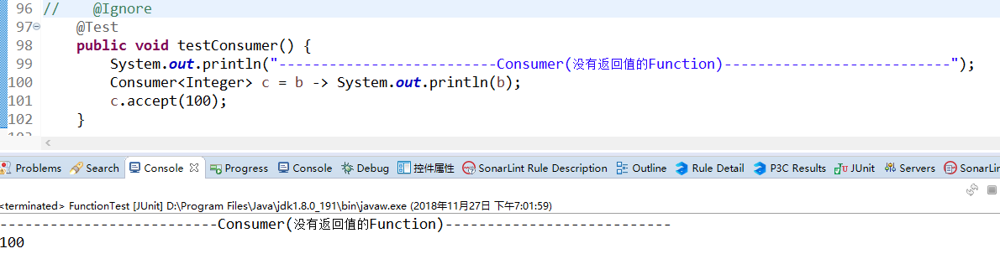 96 //    @Ignore
97 @Test
98 public void testConsumer() {
99 System.out.println("--------------------------Consumer(没有返回值的Function)---------------------------");
100 Consumer<Integer> c = b -> System.out.println(b);
101 c.accept(100);
102 }
Problems Search Console Progress Console Debug 控件属性 SonarLint Rule Description Outline Rule Detail P3C Results JUnit Servers SonarLin
<terminated> FunctionTest [JUnit] D:\Program Files\Java\jdk1.8.0_191\bin\javaw.exe (2018年11月27日 下午7:01:59)
--------------------------Consumer(没有返回值的Function)---------------------------
100